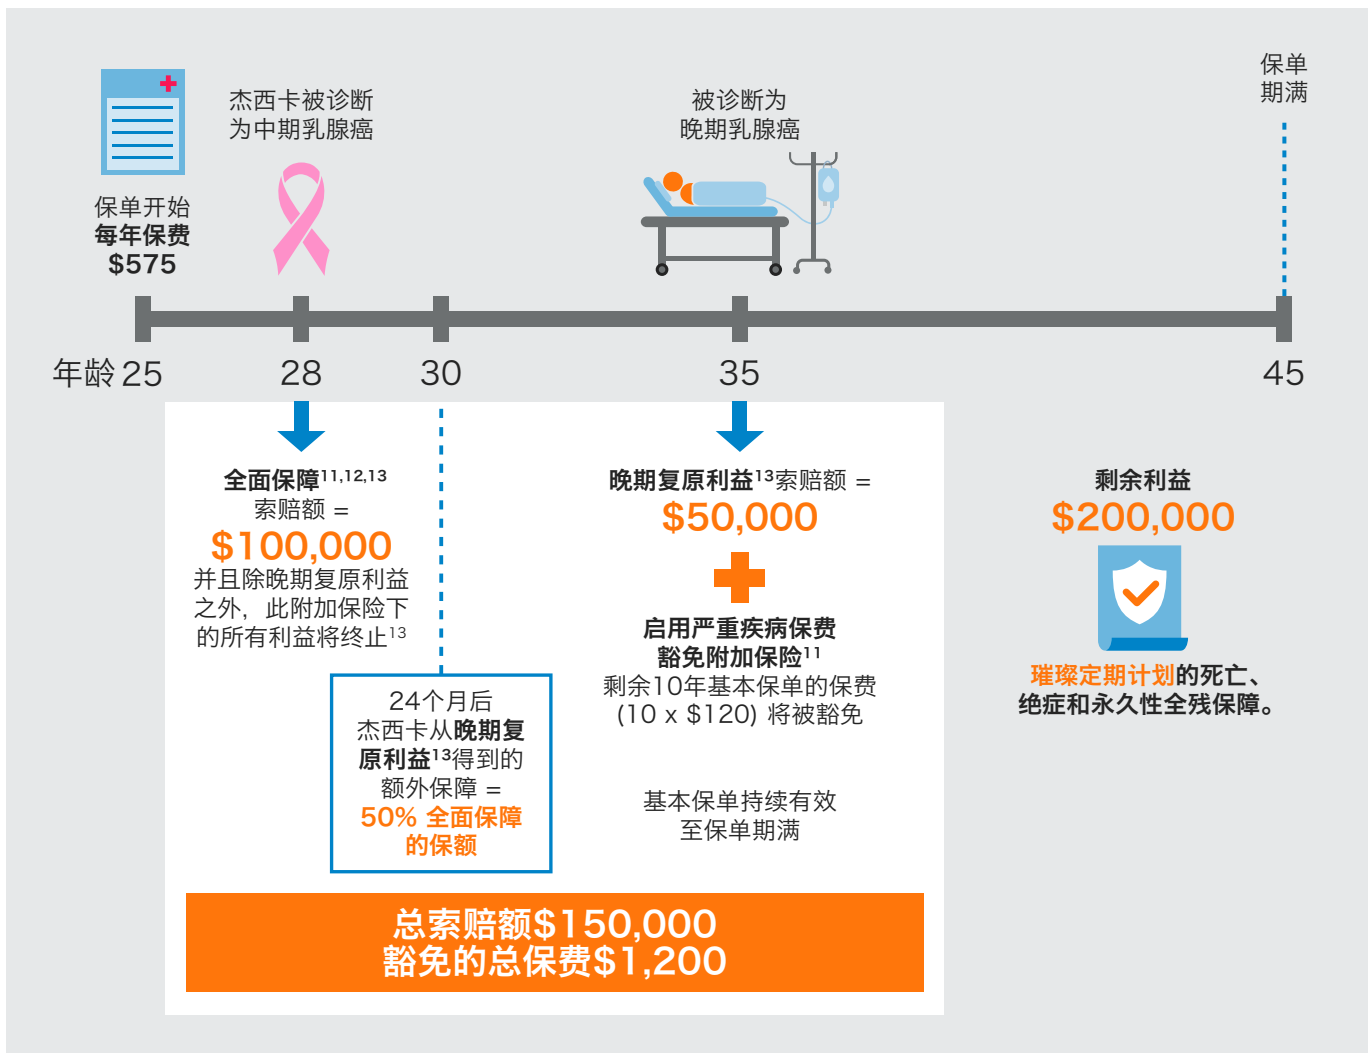 保单开始
每年保费
$575
杰西卡被诊断
为中期乳腺癌
被诊断为
晚期乳腺癌
保单
期满
年龄 25
28
30
35
45
全面保障11,12,13
索赔额 =
$100,000
并且除晚期复原利益
之外，此附加保险下
的所有利益将终止13
24个月后
杰西卡从晚期复
原利益13得到的
额外保障 =
50% 全面保障
的保额
晚期复原利益13索赔额 =
$50,000
启用严重疾病保费
豁免附加保险11
剩余10年基本保单的保费
(10 x $120) 将被豁免
基本保单持续有效
至保单期满
剩余利益
$200,000
璀璨定期计划的死亡、
绝症和永久性全残保障。
总索赔额$150,000
豁免的总保费$1,200